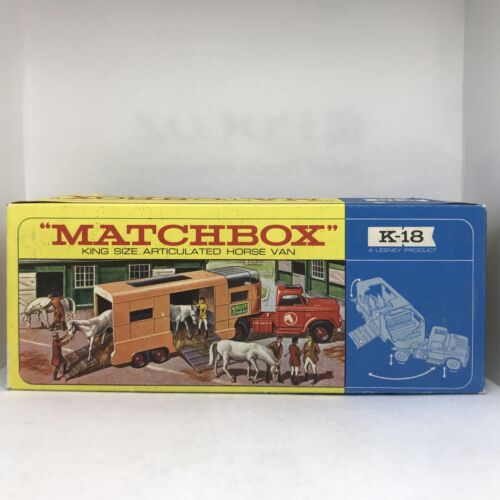 "MATCHBOX"
KING SIZE ARTICULATED HORSE VAN
K-18
A LESNEY PRODUCT